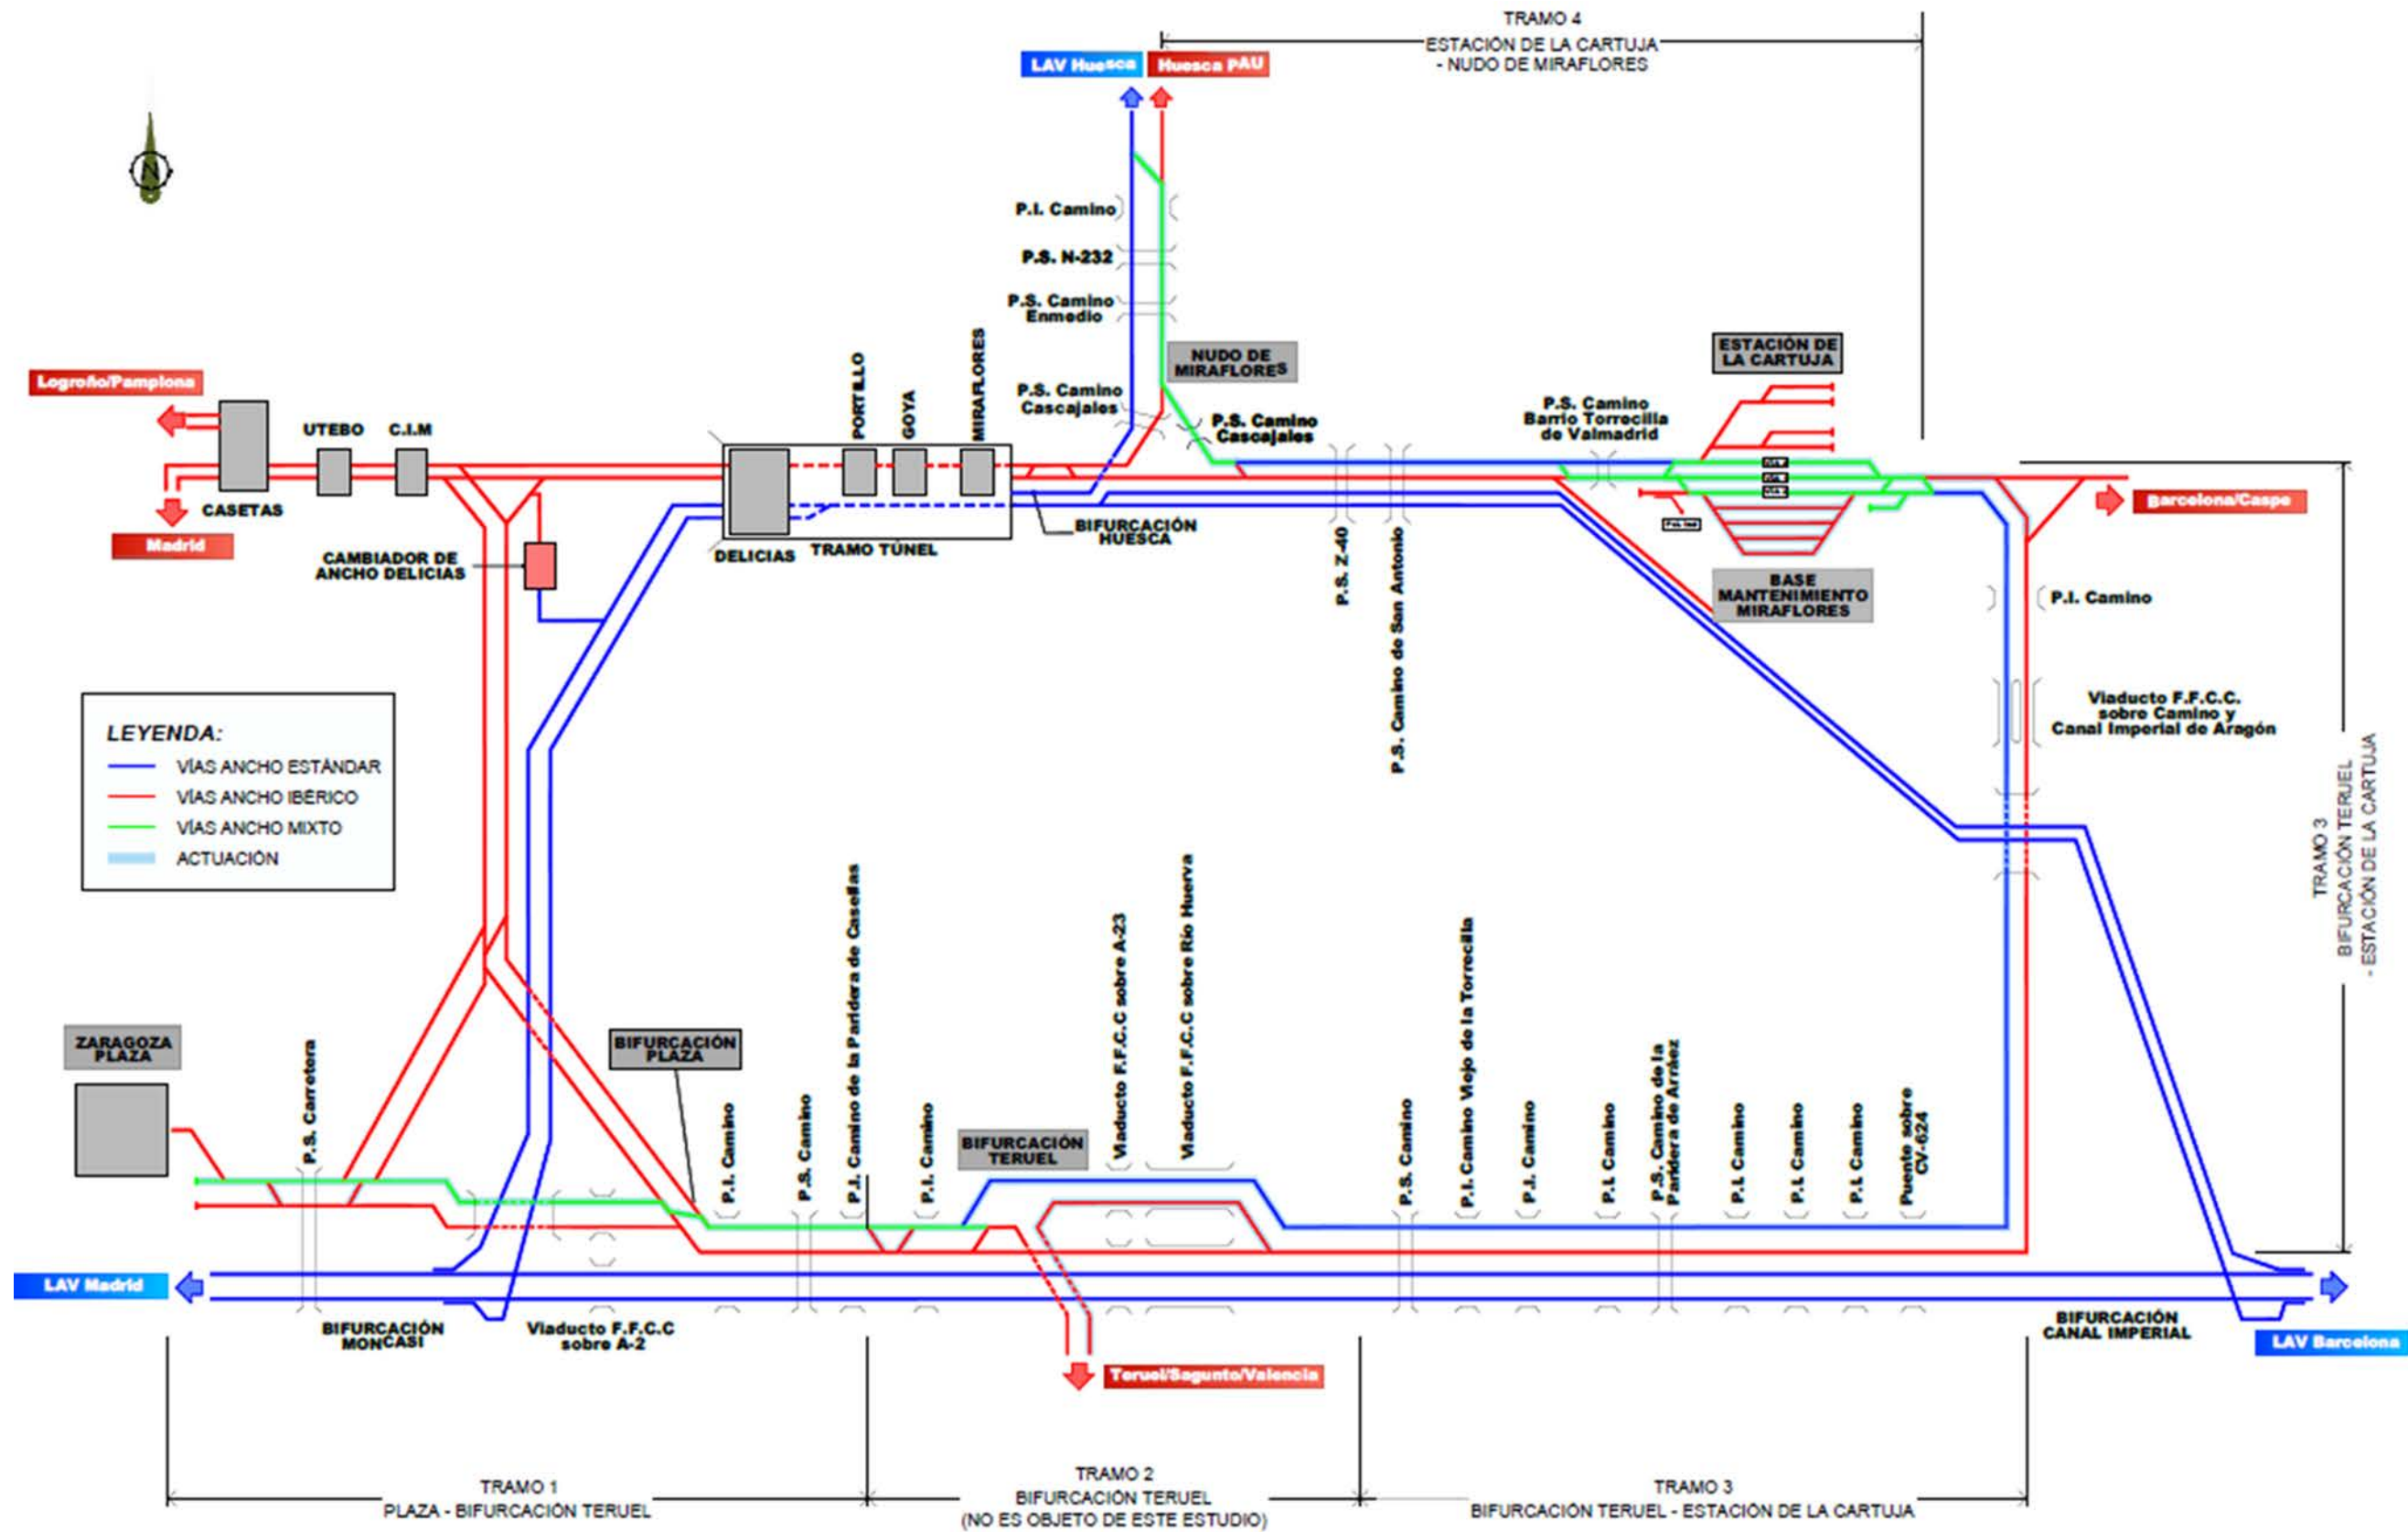 TRAMO 4
ESTACIÓN DE LA CARTUJA
- NUDO DE MIRAFLORES
LAV Huesca
Huesca PAU
N
P.I. Camino
P.S. N-232
P.S. Camino
Enmedio
NUDO DE
MIRAFLORES
P.S. Camino
Cascajales
P.S. Camino
Cascajales
P.S. Camino
Barrio Torrecilla
de Valmadrid
ESTACIÓN DE
LA CARTUJA
Logroño/Pamplona
UTEBO
C.I.M
PORTILLO
GOYA
MIRAFLORES
CASETAS
Madrid
CAMBIADOR DE
ANCHO DELICIAS
DELICIAS
TRAMO TÚNEL
BIFURCACIÓN
HUESCA
P.S. Z-40
P.S. Camino de San Antonio
BASE
MANTENIMIENTO
MIRAFLORES
Barcelona/Caspe
P.I. Camino
Viaducto F.F.C.C.
sobre Camino y
Canal Imperial de Aragón
TRAMO 3
BIFURCACIÓN TERUEL
- ESTACIÓN DE LA CARTUJA
LEYENDA:
VÍAS ANCHO ESTÁNDAR
VÍAS ANCHO IBÉRICO
VÍAS ANCHO MIXTO
ACTUACIÓN
ZARAGOZA
PLAZA
P.S. Carretera
BIFURCACIÓN
PLAZA
P.I. Camino
P.S. Camino
P.I. Camino de la Paridera de Casellas
P.I. Camino
BIFURCACIÓN
TERUEL
Viaducto F.F.C.C sobre A-23
Viaducto F.F.C.C sobre Río Huerva
P.S. Camino
P.I. Camino Viejo de la Torrecilla
P.I. Camino
P.I. Camino
P.S. Camino de la
Paridera de Arráez
P.I. Camino
P.I. Camino
P.I. Camino
Puente sobre
CV-624
LAV Madrid
BIFURCACIÓN
MONCASI
Viaducto F.F.C.C
sobre A-2
BIFURCACIÓN
CANAL IMPERIAL
LAV Barcelona
Teruel/Sagunto/Valencia
TRAMO 1
PLAZA - BIFURCACIÓN TERUEL
TRAMO 2
BIFURCACIÓN TERUEL
(NO ES OBJETO DE ESTE ESTUDIO)
TRAMO 3
BIFURCACIÓN TERUEL - ESTACIÓN DE LA CARTUJA